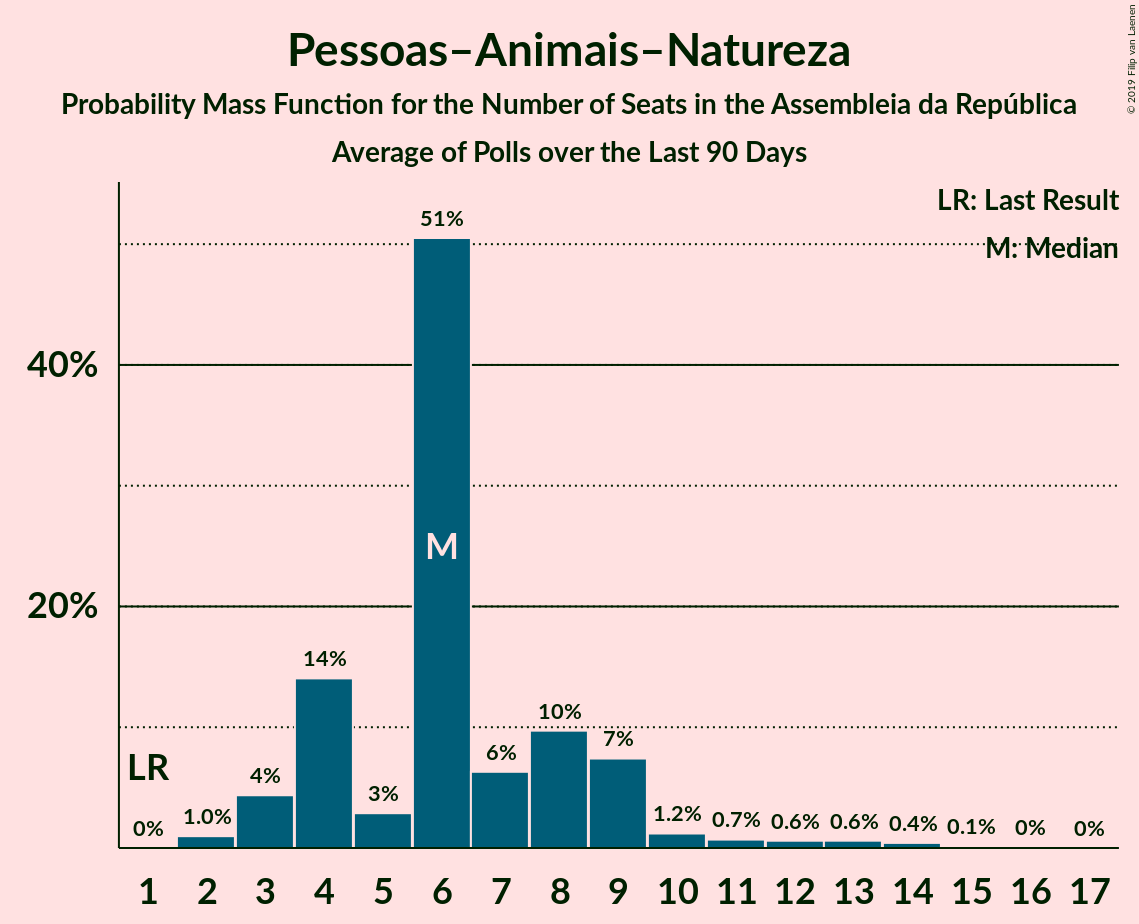 Pessoas–Animais–Natureza
Probability Mass Function for the Number of Seats in the Assembleia da República
Average of Polls over the Last 90 Days
© 2019 Filip van Laenen
LR: Last Result
M: Median
40%
20%
LR
M
0%
1.0%
4%
14%
3%
51%
6%
10%
7%
1.2%
0.7%
0.6%
0.6%
0.4%
0.1%
0%
0%
1 2 3 4 5 6 7 8 9 10 11 12 13 14 15 16 17